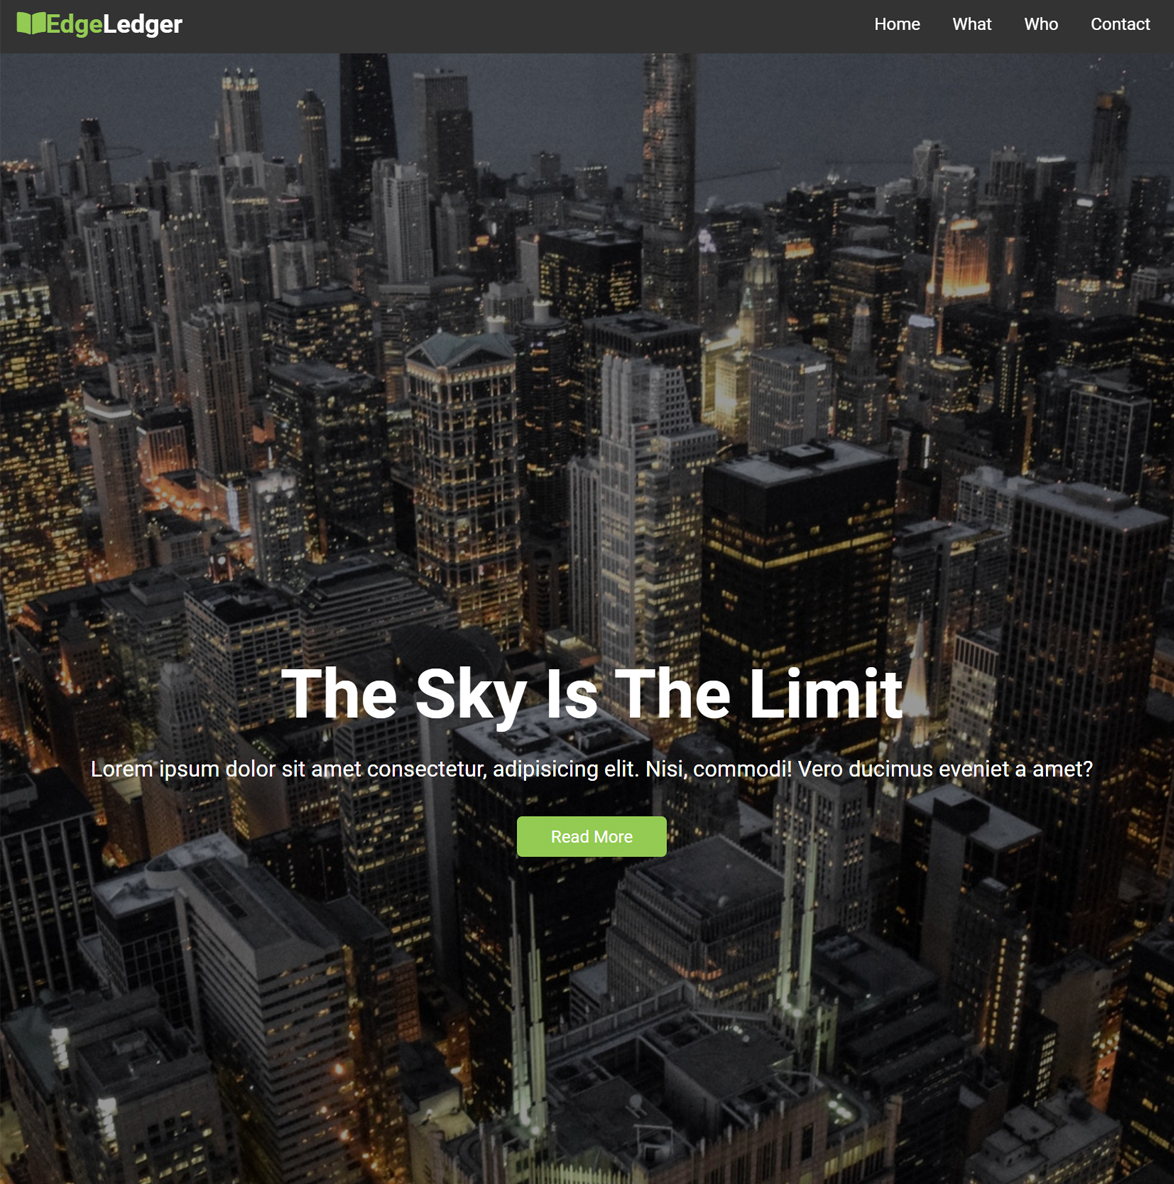 EdgeLedger
Home What Who Contact
The Sky Is The Limit
Lorem ipsum dolor sit amet consectetur, adipisicing elit. Nisi, commodi! Vero ducimus eveniet a amet?
Read More